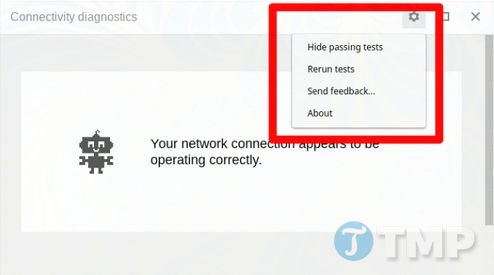 Connectivity diagnostics
Hide passing tests
Rerun tests
Send feedback...
About
Your network connection appears to be
operating correctly.
T TMP